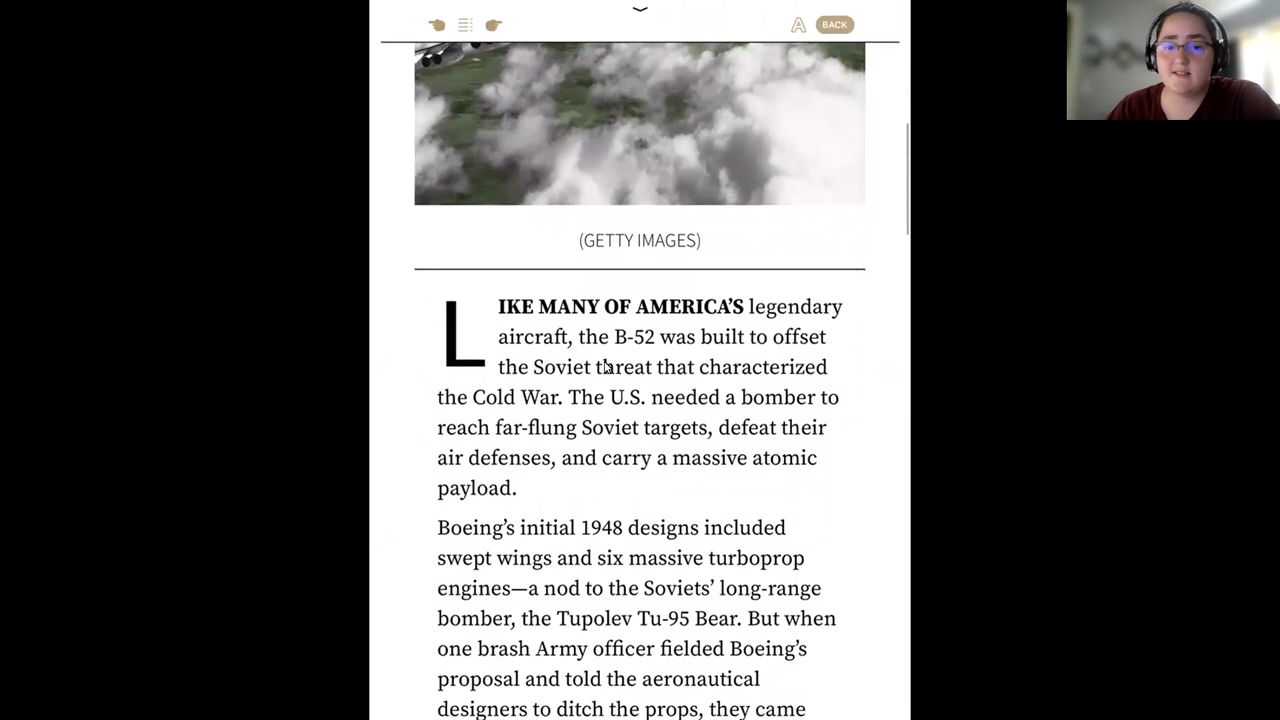 A BACK
(GETTY IMAGES)
LIKE MANY OF AMERICA’S legendary
aircraft, the B-52 was built to offset
the Soviet threat that characterized
the Cold War. The U.S. needed a bomber to
reach far-flung Soviet targets, defeat their
air defenses, and carry a massive atomic
payload.
Boeing’s initial 1948 designs included
swept wings and six massive turboprop
engines—a nod to the Soviets’ long-range
bomber, the Tupolev Tu-95 Bear. But when
one brash Army officer fielded Boeing’s
proposal and told the aeronautical
designers to ditch the props, they came